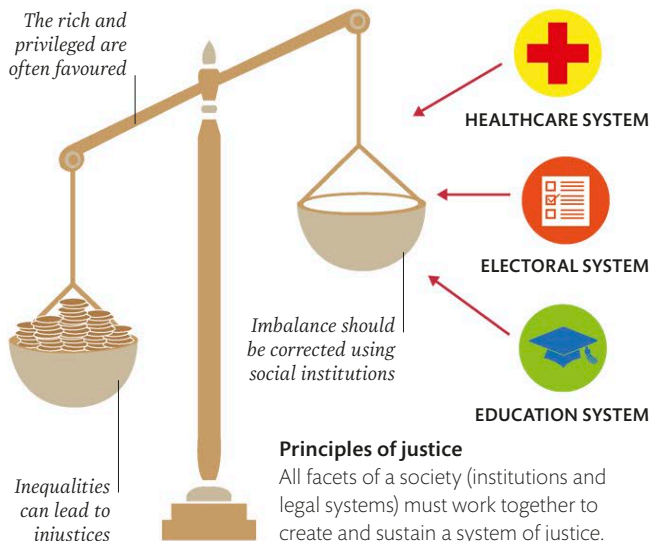 The rich and
privileged are
often favoured
HEALTHCARE SYSTEM
ELECTORAL SYSTEM
Imbalance should
be corrected using
social institutions
EDUCATION SYSTEM
Inequalities
can lead to
injustices
Principles of justice
All facets of a society (institutions and
legal systems) must work together to
create and sustain a system of justice.